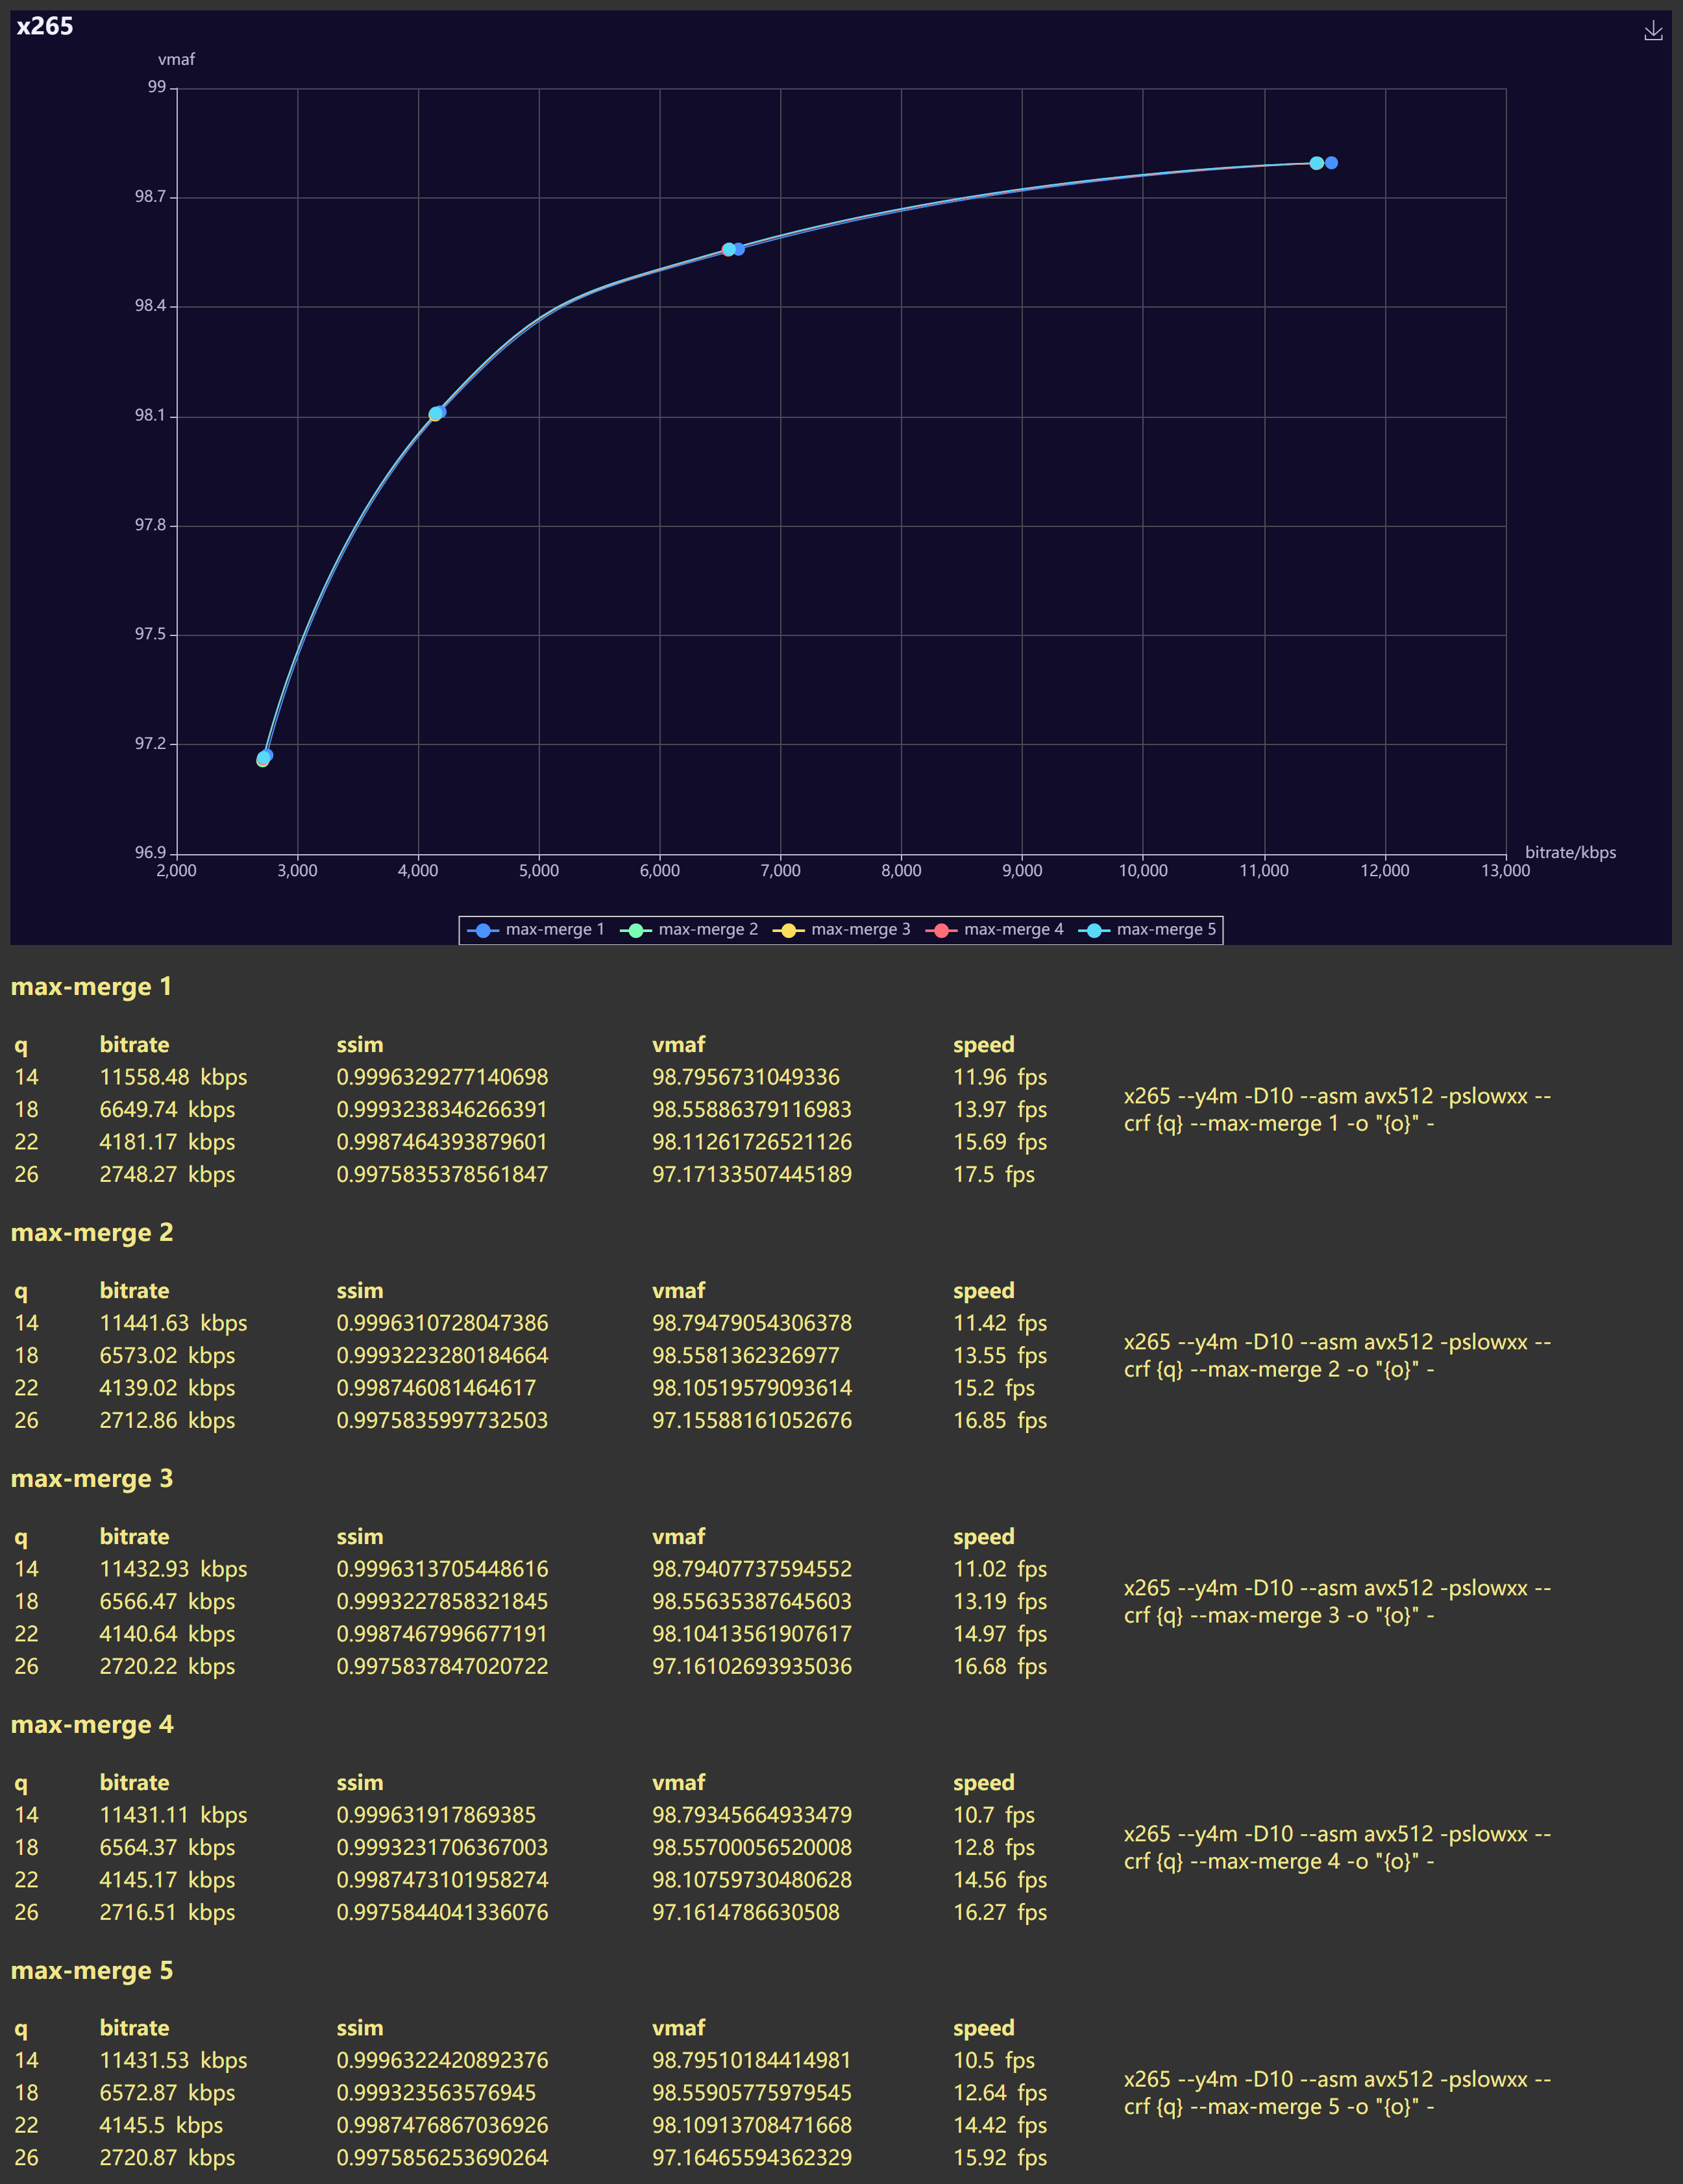 x265
vmaf
99
98.7
98.4
98.1
97.8
97.5
97.2
96.9
2,000 3,000 4,000 5,000 6,000 7,000 8,000 9,000 10,000 11,000 12,000 13,000
bitrate/kbps
max-merge 1 max-merge 2 max-merge 3 max-merge 4 max-merge 5
max-merge 1
q bitrate ssim vmaf speed
14 11558.48 kbps 0.9996329277140698 98.7956731049336 11.96 fps
18 6649.74 kbps 0.9993238346266391 98.55886379116983 13.97 fps
22 4181.17 kbps 0.9987464393879601 98.11261726521126 15.69 fps
26 2748.27 kbps 0.9975835378561847 97.17133507445189 17.5 fps
x265 --y4m -D10 --asm avx512 -pslowxx --
crf {q} --max-merge 1 -o "{o}" -
max-merge 2
q bitrate ssim vmaf speed
14 11441.63 kbps 0.9996310728047386 98.79479054306378 11.42 fps
18 6573.02 kbps 0.9993223280184664 98.5581362326977 13.55 fps
22 4139.02 kbps 0.998746081464617 98.10519579093614 15.2 fps
26 2712.86 kbps 0.9975835997732503 97.15588161052676 16.85 fps
x265 --y4m -D10 --asm avx512 -pslowxx --
crf {q} --max-merge 2 -o "{o}" -
max-merge 3
q bitrate ssim vmaf speed
14 11432.93 kbps 0.9996313705448616 98.79407737594552 11.02 fps
18 6566.47 kbps 0.9993227858321845 98.55635387645603 13.19 fps
22 4140.64 kbps 0.9987467996677191 98.10413561907617 14.97 fps
26 2720.22 kbps 0.9975837847020722 97.16102693935036 16.68 fps
x265 --y4m -D10 --asm avx512 -pslowxx --
crf {q} --max-merge 3 -o "{o}" -
max-merge 4
q bitrate ssim vmaf speed
14 11431.11 kbps 0.999631917869385 98.79345664933479 10.7 fps
18 6564.37 kbps 0.9993231706367003 98.55700056520008 12.8 fps
22 4145.17 kbps 0.9987473101958274 98.10759730480628 14.56 fps
26 2716.51 kbps 0.9975844041336076 97.1614786630508 16.27 fps
x265 --y4m -D10 --asm avx512 -pslowxx --
crf {q} --max-merge 4 -o "{o}" -
max-merge 5
q bitrate ssim vmaf speed
14 11431.53 kbps 0.9996322420892376 98.79510184414981 10.5 fps
18 6572.87 kbps 0.999323563576945 98.55905775979545 12.64 fps
22 4145.5 kbps 0.9987476867036926 98.10913708471668 14.42 fps
26 2720.87 kbps 0.9975856253690264 97.16465594362329 15.92 fps
x265 --y4m -D10 --asm avx512 -pslowxx --
crf {q} --max-merge 5 -o "{o}" -